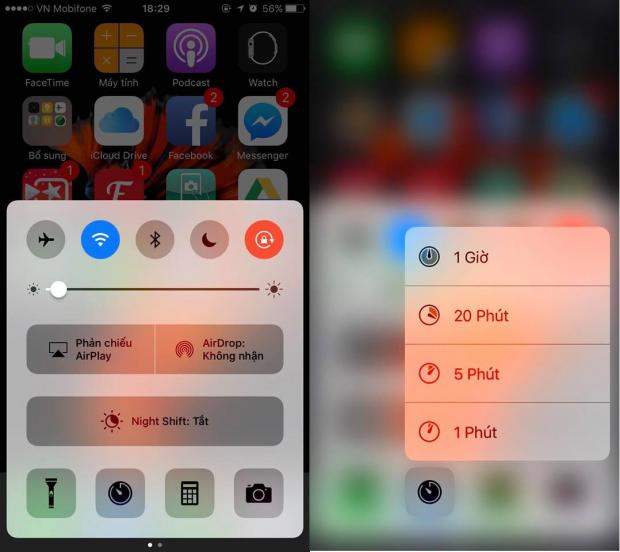 VN Mobifone 18:29 56%
FaceTime Máy tính Podcast Watch
2 2
Bổ sung iCloud Drive Facebook Messenger
1 1
Phản chiếu
AirPlay
AirDrop:
Không nhận
Night Shift: Tắt
1 Giờ
20 Phút
5 Phút
1 Phút